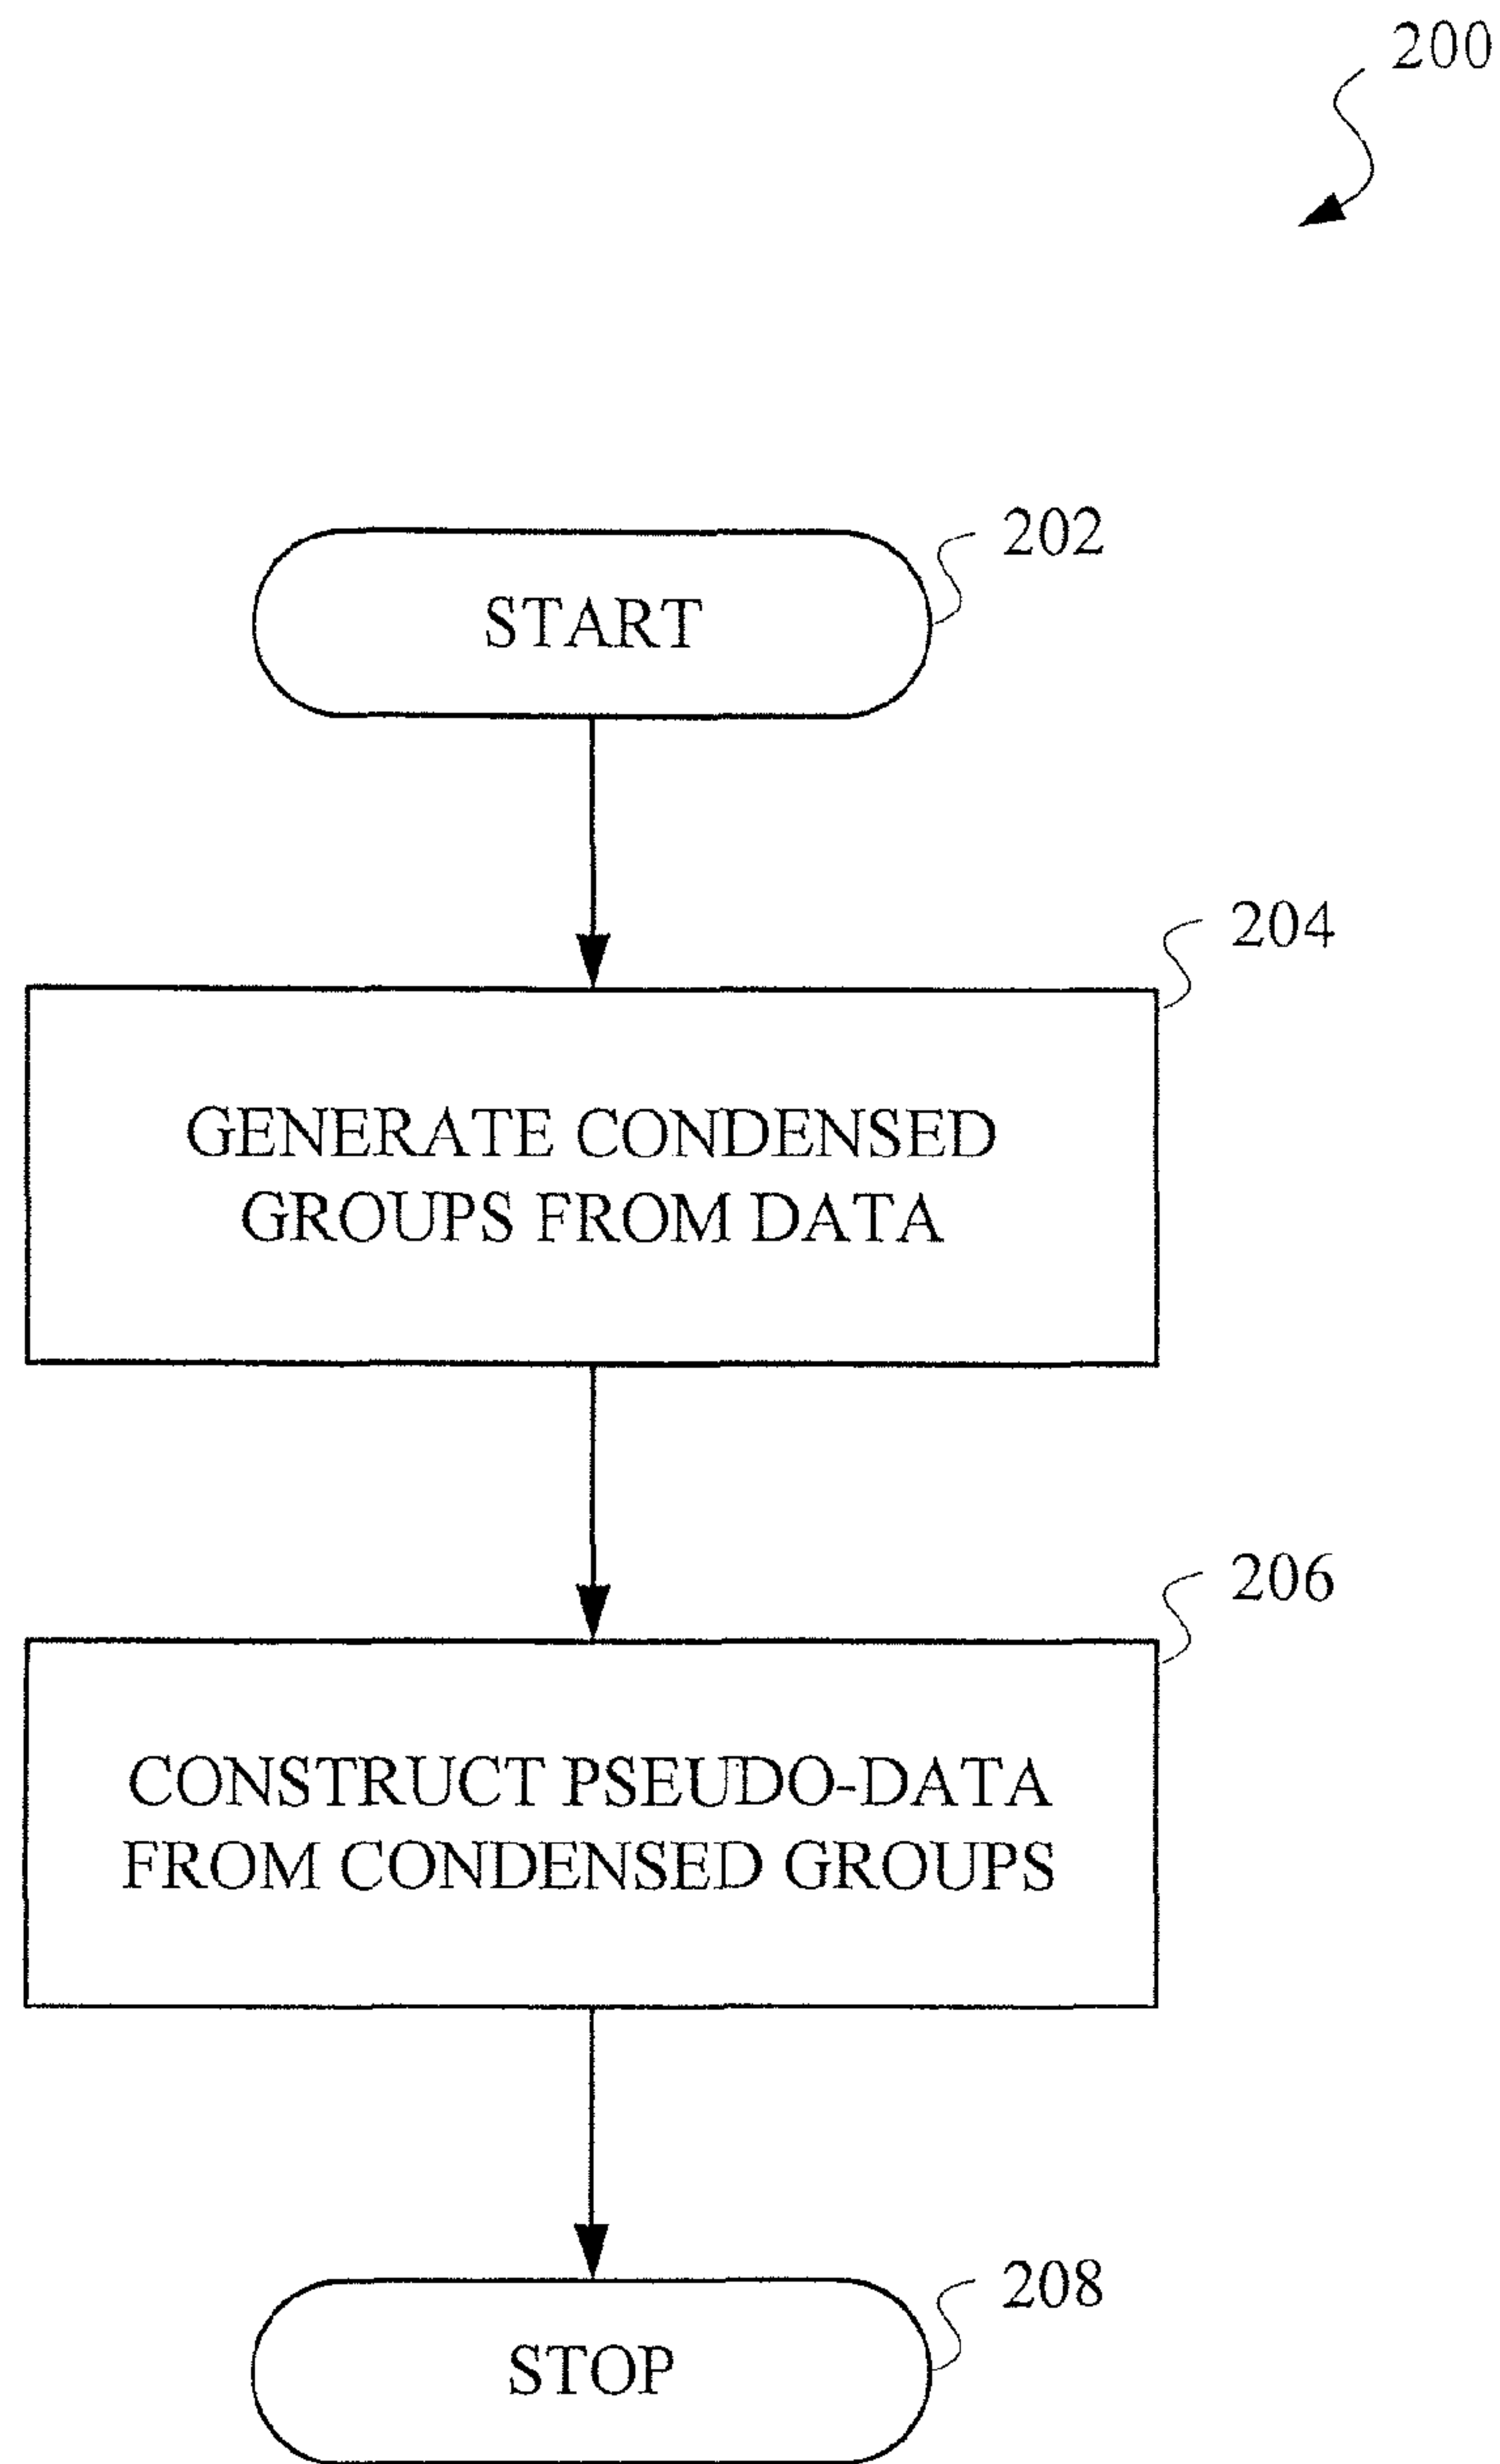 200
202
START
204
GENERATE CONDENSED
GROUPS FROM DATA
206
CONSTRUCT PSEUDO-DATA
FROM CONDENSED GROUPS
208
STOP